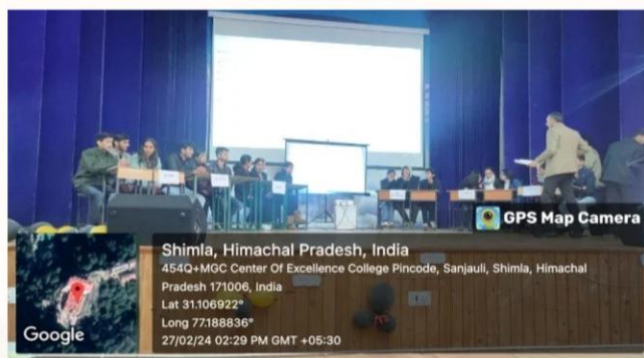 GPS Map Camera
Shimla, Himachal Pradesh, India
454Q+MGC Center Of Excellence College Pincode, Sanjauli, Shimla, Himachal
Pradesh 171006, India
Lat 31.106922°
Long 77.188836°
27/02/24 02:29 PM GMT +05:30
Google